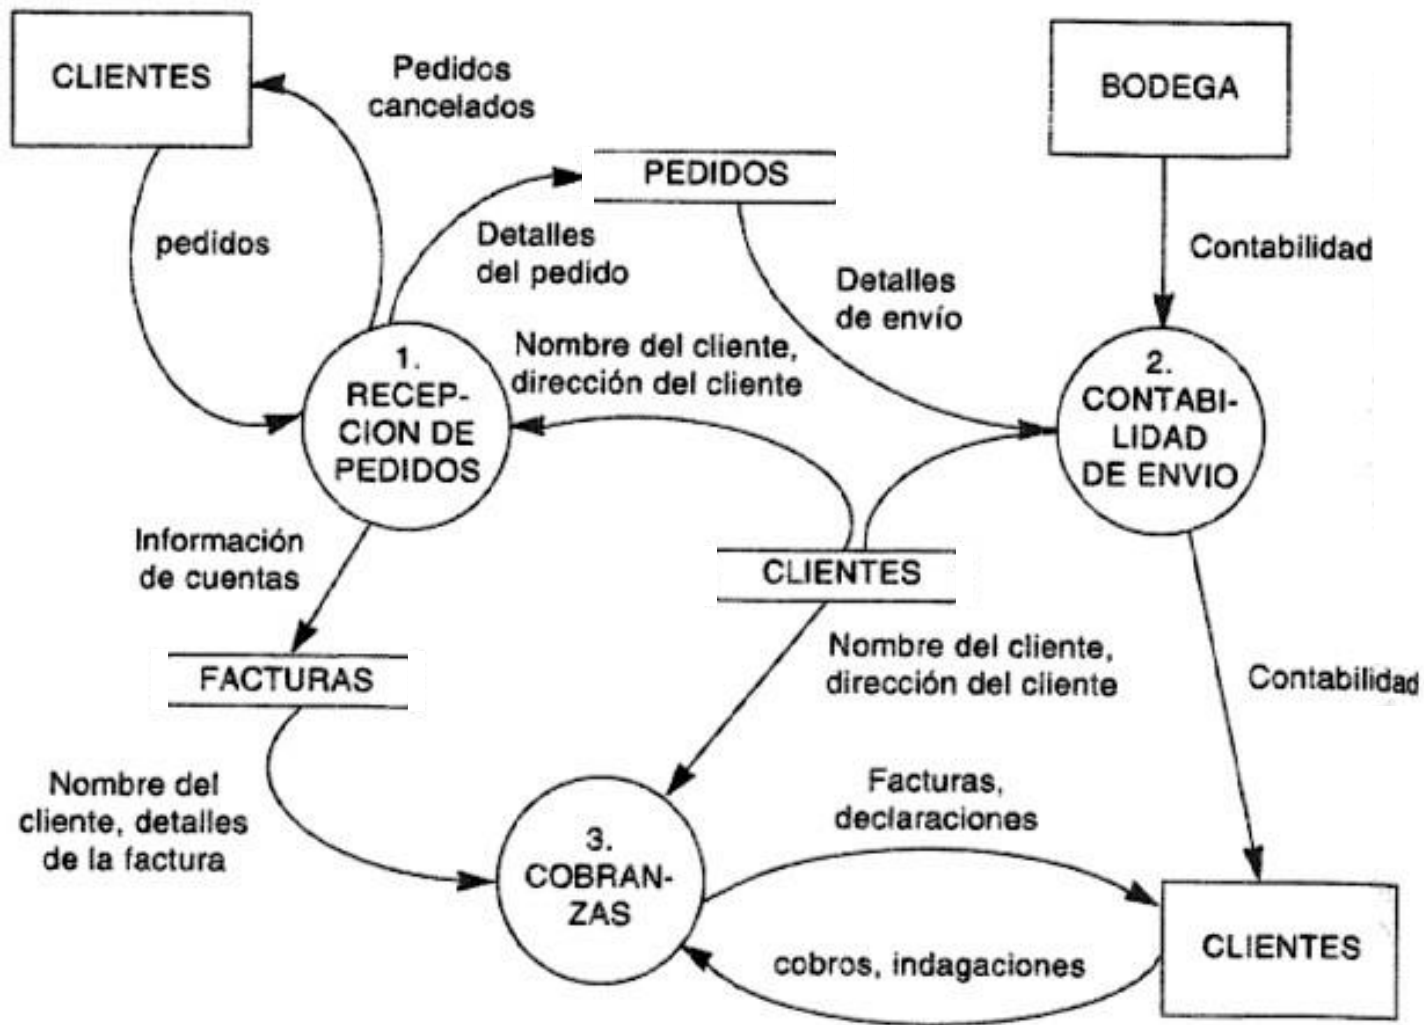 CLIENTES
Pedidos
cancelados
BODEGA
PEDIDOS
pedidos
Detalles
del pedido
Contabilidad
Detalles
de envío
Nombre del cliente,
dirección del cliente
1.
RECEP-
CION DE
PEDIDOS
2.
CONTABI-
LIDAD
DE ENVIO
Información
de cuentas
CLIENTES
FACTURAS
Nombre del cliente,
dirección del cliente
Contabilidad
Nombre del
cliente, detalles
de la factura
Facturas,
declaraciones
3.
COBRAN-
ZAS
cobros, indagaciones
CLIENTES